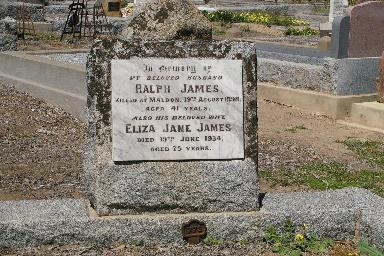 In Memory of
MY BELOVED HUSBAND
RALPH JAMES
KILLED AT MALDON, 19TH AUGUST 1898,
AGED 41 YEARS.
ALSO HIS BELOVED WIFE
ELIZA JANE JAMES
DIED 19TH JUNE 1934,
AGED 75 YEARS.